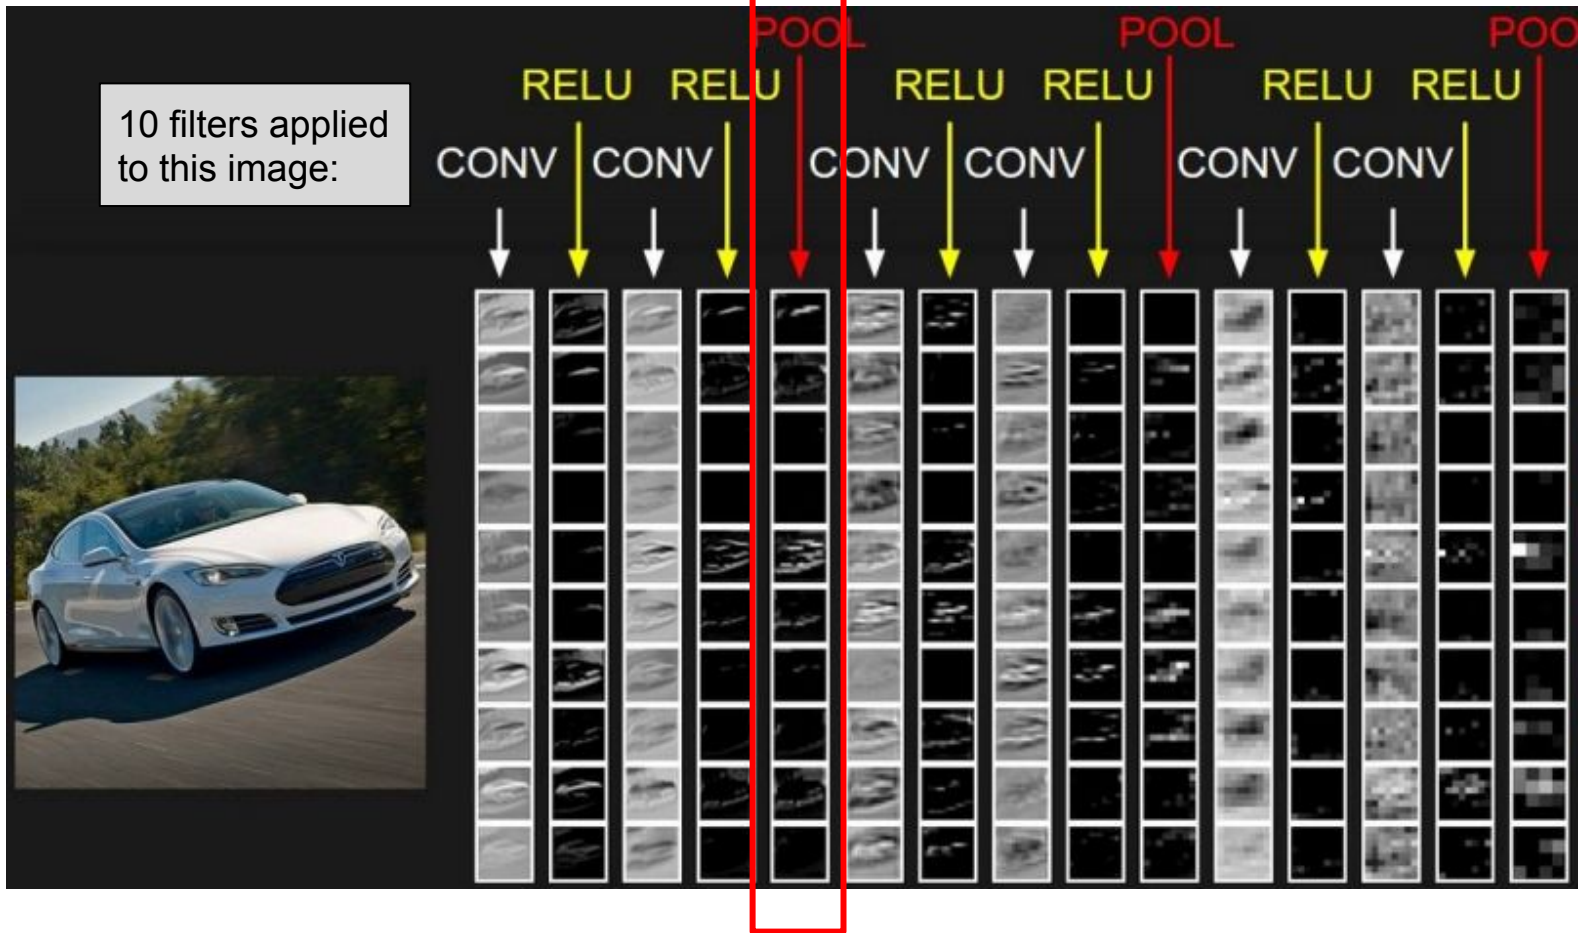 POOL POOL POO
RELU RELU RELU RELU RELU RELU
10 filters applied
to this image:
CONV CONV CONV CONV CONV CONV